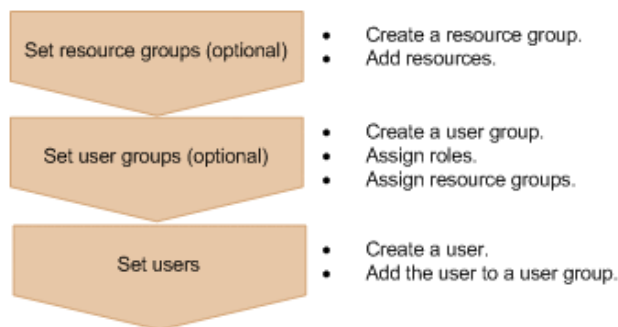 Set resource groups (optional)
• Create a resource group.
• Add resources.
Set user groups (optional)
• Create a user group.
• Assign roles.
• Assign resource groups.
Set users
• Create a user.
• Add the user to a user group.